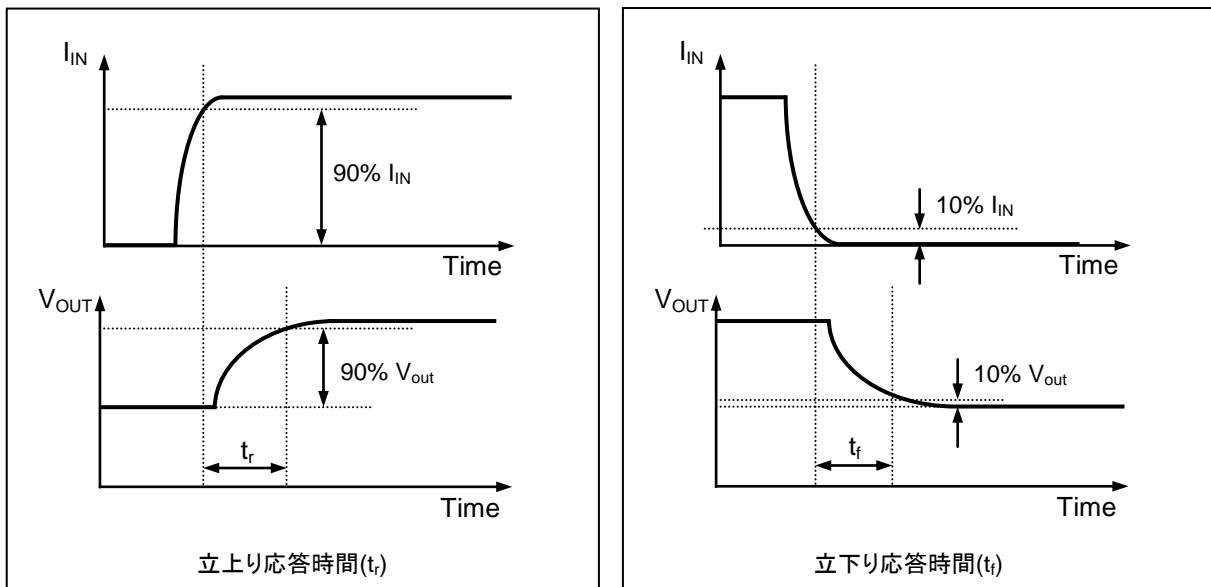 I_IN
90% I_IN
Time
V_OUT
90% V_out
t_r
Time
立上り応答時間(t_r)
I_IN
10% I_IN
Time
V_OUT
10% V_out
t_f
Time
立下り応答時間(t_f)